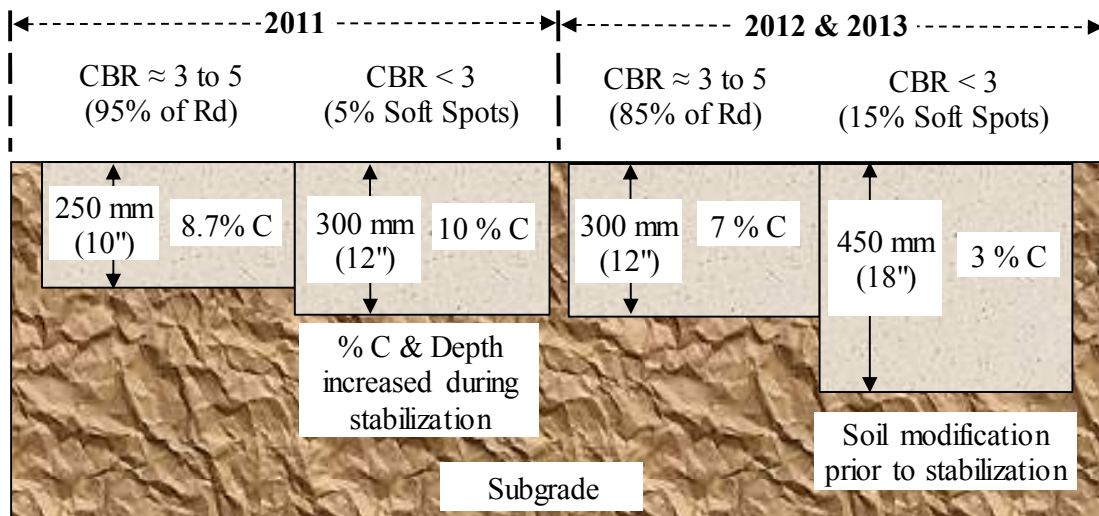 2011
2012 & 2013
CBR ≈ 3 to 5
(95% of Rd)
CBR < 3
(5% Soft Spots)
CBR ≈ 3 to 5
(85% of Rd)
CBR < 3
(15% Soft Spots)
250 mm
(10")
8.7% C
300 mm
(12")
10 % C
300 mm
(12")
7 % C
450 mm
(18")
3 % C
% C & Depth
increased during
stabilization
Soil modification
prior to stabilization
Subgrade